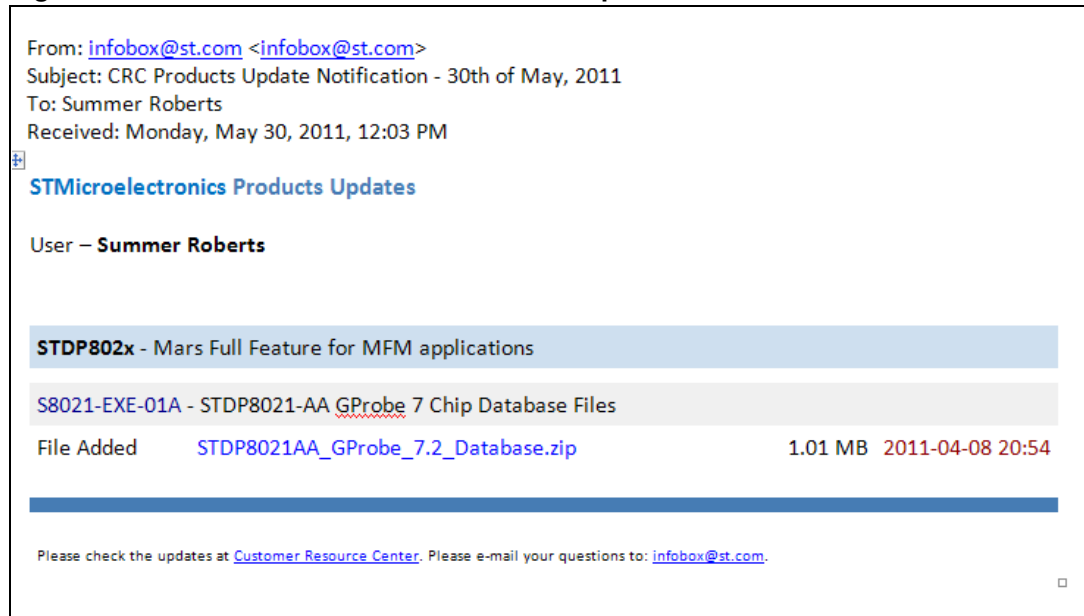 From: infobox@st.com <infobox@st.com>
Subject: CRC Products Update Notification - 30th of May, 2011
To: Summer Roberts
Received: Monday, May 30, 2011, 12:03 PM
STMicroelectronics Products Updates
User – Summer Roberts
STDP802x - Mars Full Feature for MFM applications
S8021-EXE-01A - STDP8021-AA GProbe 7 Chip Database Files
File Added STDP8021AA_GProbe_7.2_Database.zip 1.01 MB 2011-04-08 20:54
Please check the updates at Customer Resource Center. Please e-mail your questions to: infobox@st.com.